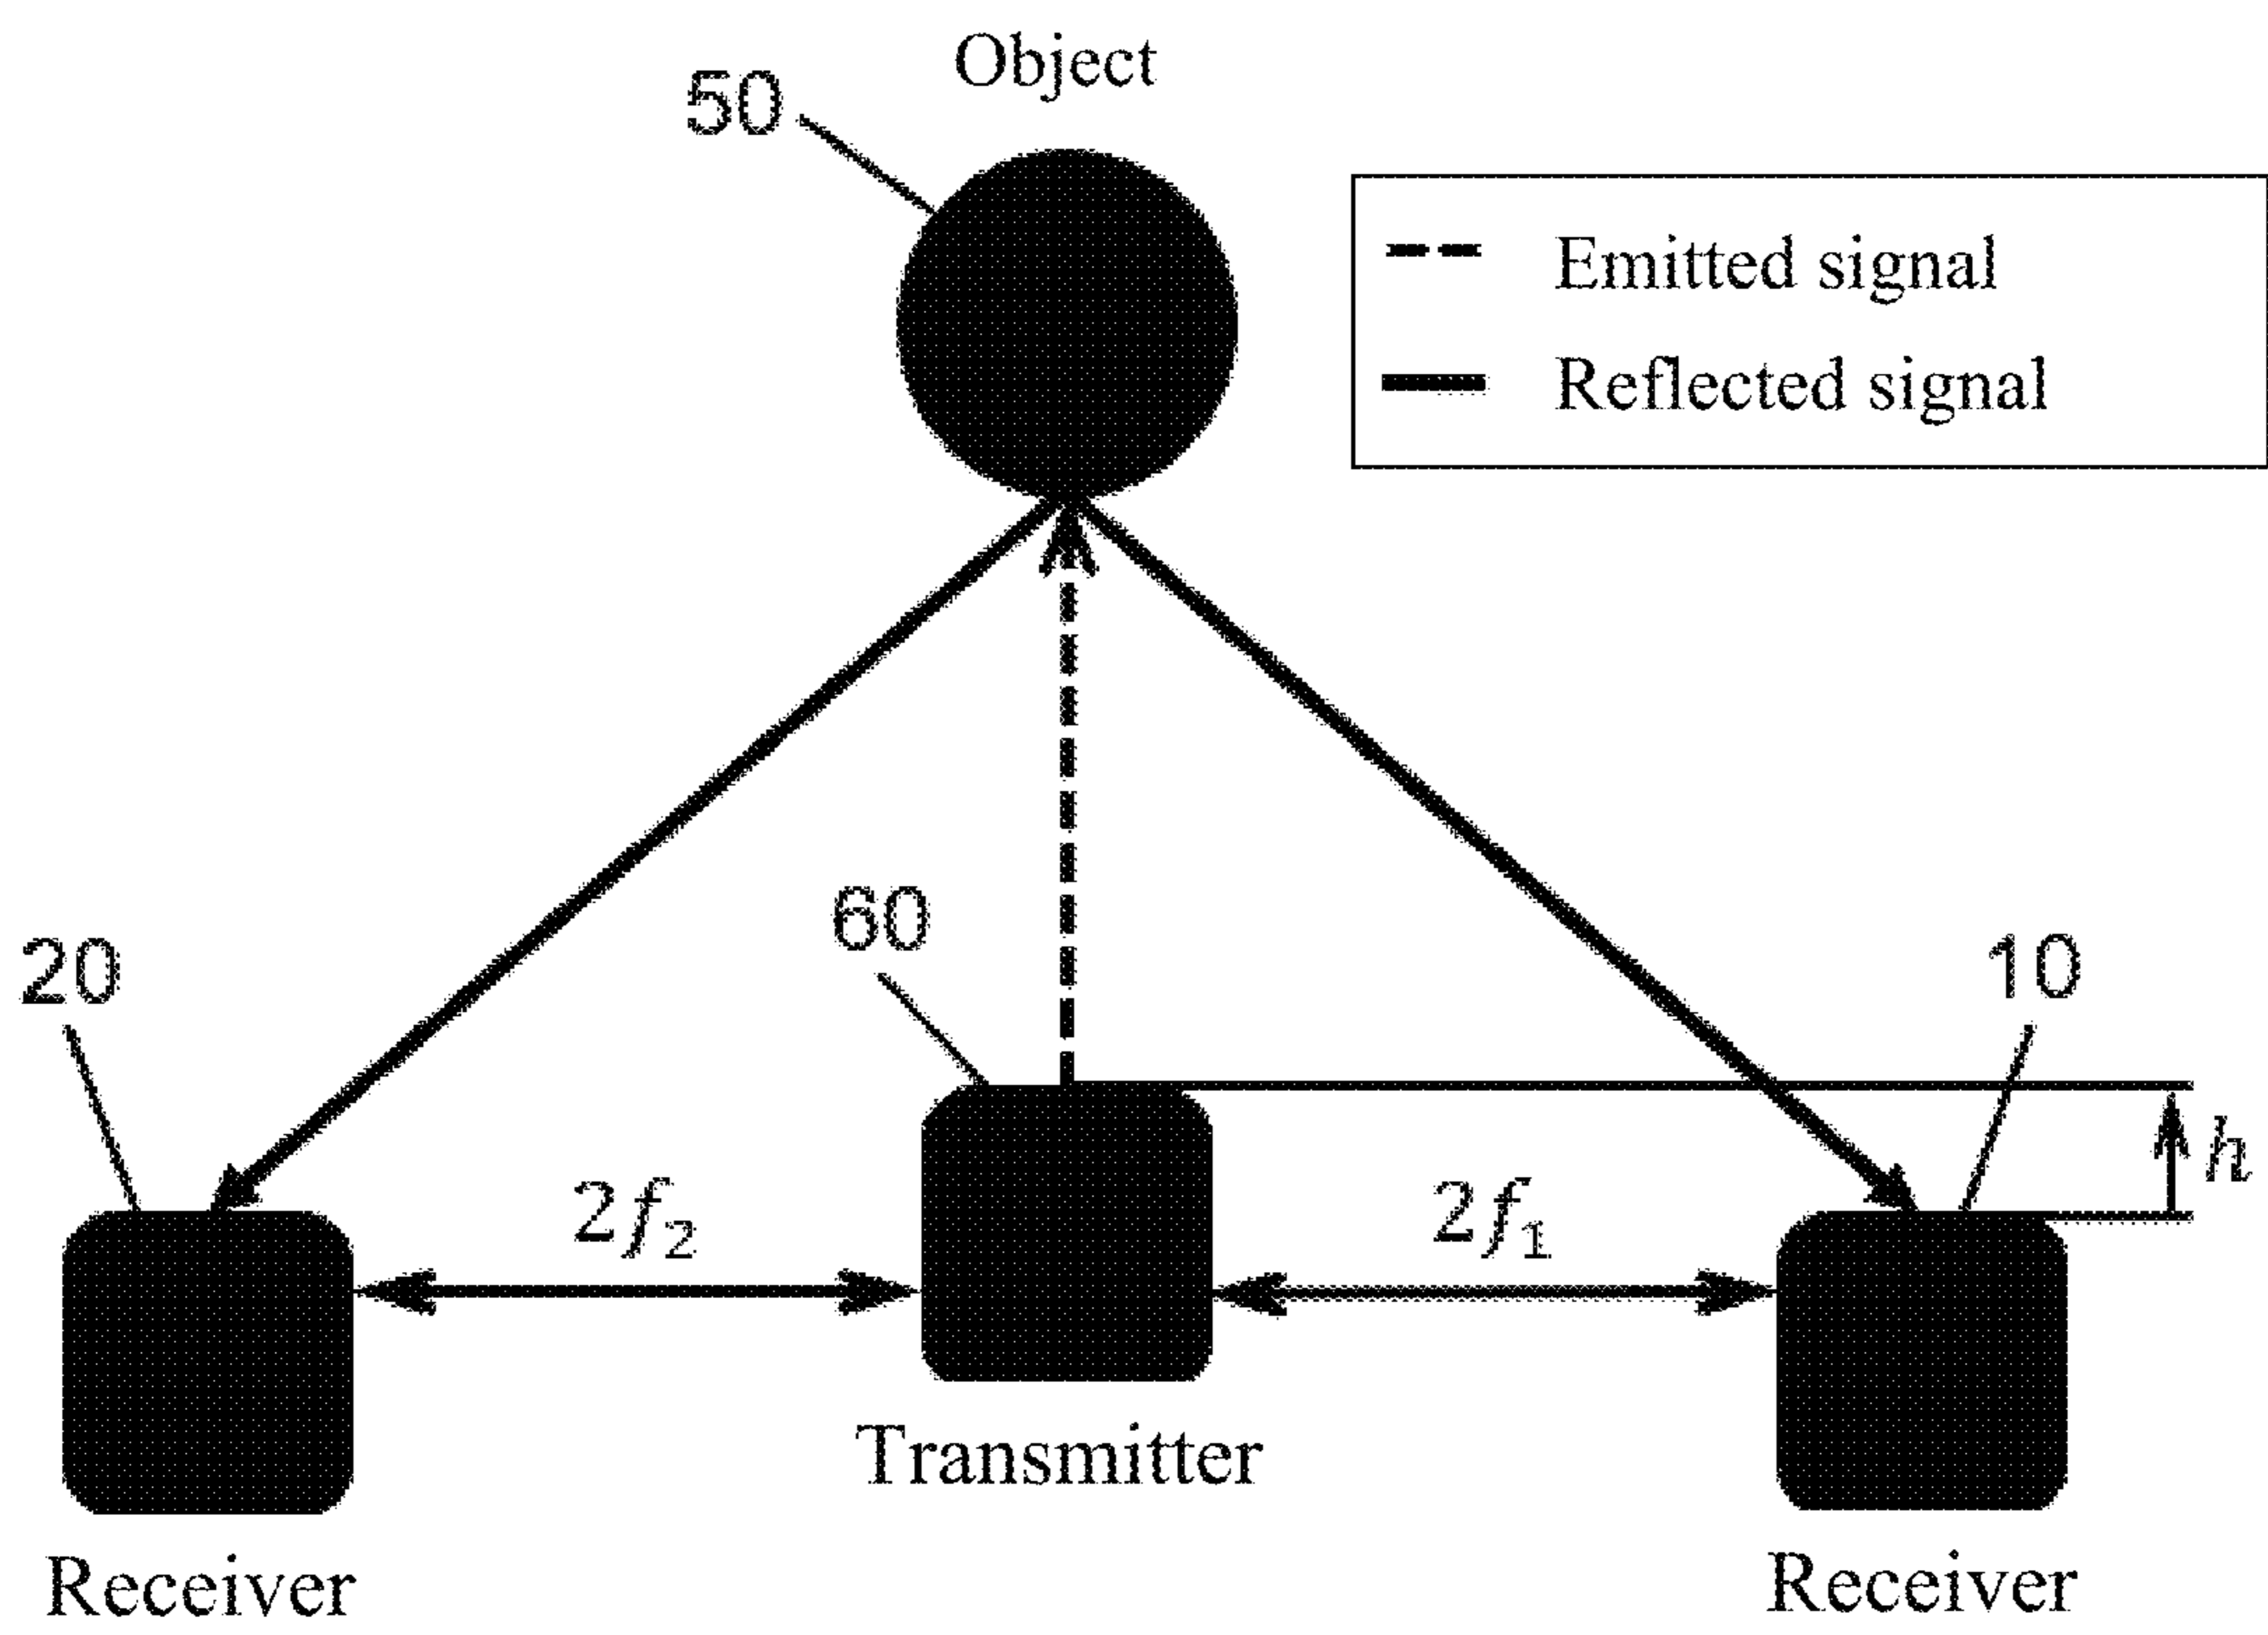 Object
50
Emitted signal
Reflected signal
60
20
10
h
2f₂
2f₁
Transmitter
Receiver
Receiver